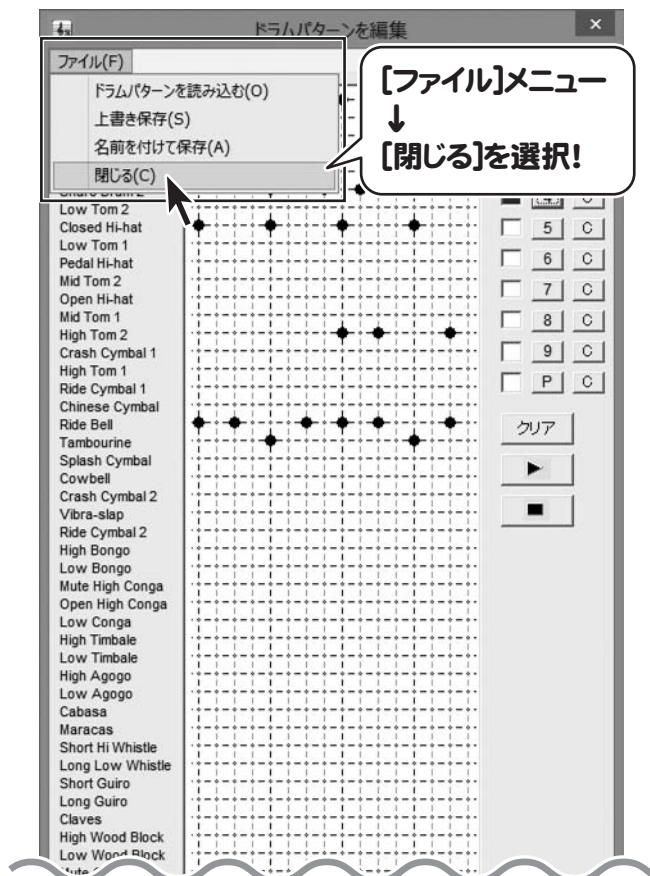 ドラムパターンを編集
×
ファイル(F)
ドラムパターンを読み込む(O)
上書き保存(S)
名前を付けて保存(A)
閉じる(C)
[ファイル]メニュー
↓
[閉じる]を選択!
Low Tom 2
Closed Hi-hat
5 C
Low Tom 1
Pedal Hi-hat
6 C
Mid Tom 2
Open Hi-hat
7 C
Mid Tom 1
8 C
High Tom 2
Crash Cymbal 1
9 C
High Tom 1
Ride Cymbal 1
P C
Chinese Cymbal
Ride Bell
クリア
Tambourine
Splash Cymbal
Cowbell
Crash Cymbal 2
Vibra-slap
Ride Cymbal 2
High Bongo
Low Bongo
Mute High Conga
Open High Conga
Low Conga
High Timbale
Low Timbale
High Agogo
Low Agogo
Cabasa
Maracas
Short Hi Whistle
Long Low Whistle
Short Guiro
Long Guiro
Claves
High Wood Block
Low Wood Block